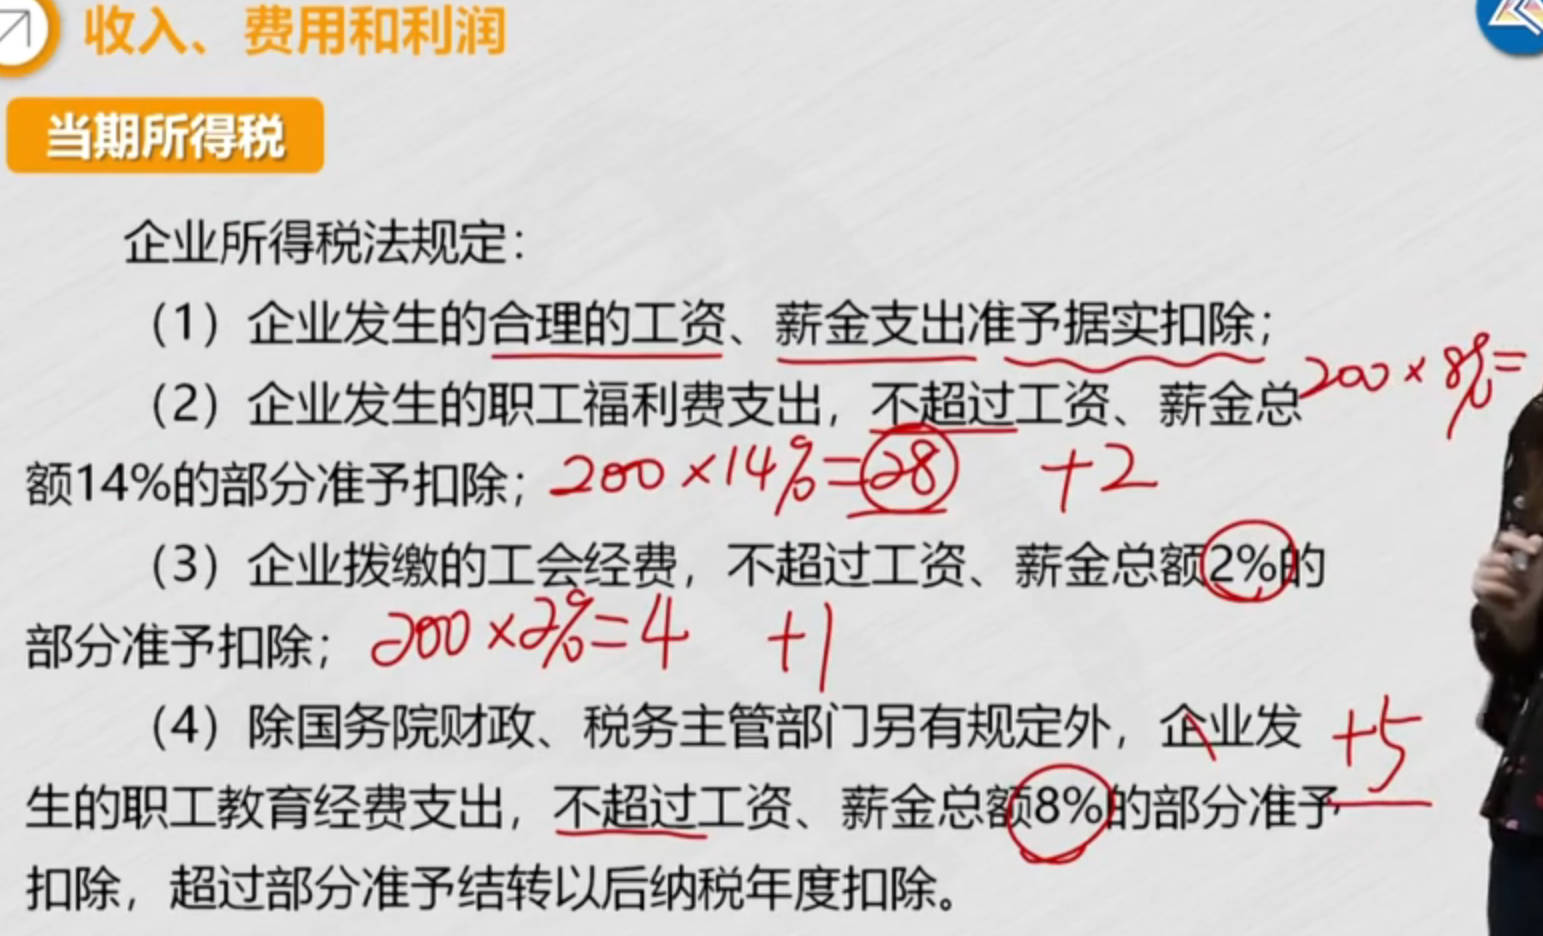 收入、费用和利润
当期所得税
企业所得税法规定：
（1）企业发生的合理的工资、薪金支出准予据实扣除；
200×8%=
（2）企业发生的职工福利费支出，不超过工资、薪金总
额14%的部分准予扣除；200×14%=28 +2
（3）企业拨缴的工会经费，不超过工资、薪金总额2%的
部分准予扣除；200×2%=4 +1
（4）除国务院财政、税务主管部门另有规定外，企业发 +5
生的职工教育经费支出，不超过工资、薪金总额8%的部分准予
扣除，超过部分准予结转以后纳税年度扣除。